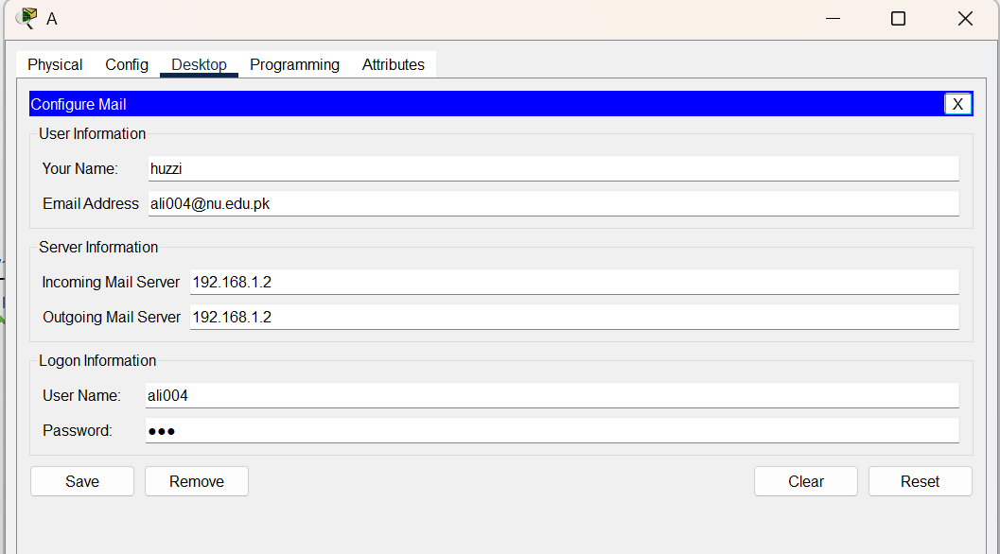 A
Physical Config Desktop Programming Attributes
Configure Mail X
User Information
Your Name: huzzi
Email Address ali004@nu.edu.pk
Server Information
Incoming Mail Server 192.168.1.2
Outgoing Mail Server 192.168.1.2
Logon Information
User Name: ali004
Password: ●●●
Save Remove Clear Reset